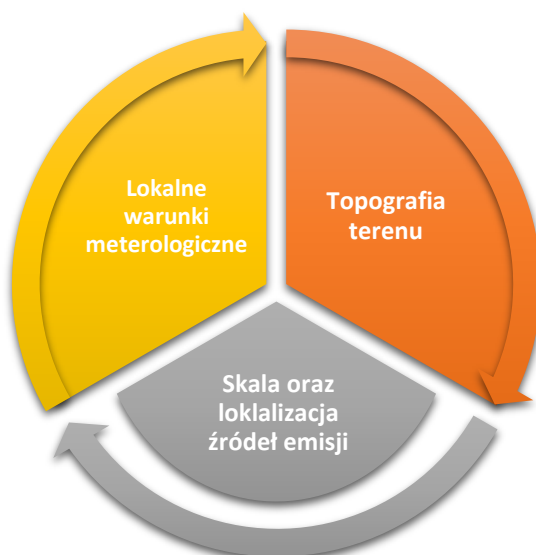 Lokalne
warunki
meterologiczne
Topografia
terenu
Skala oraz
loklalizacja
źródeł emisji